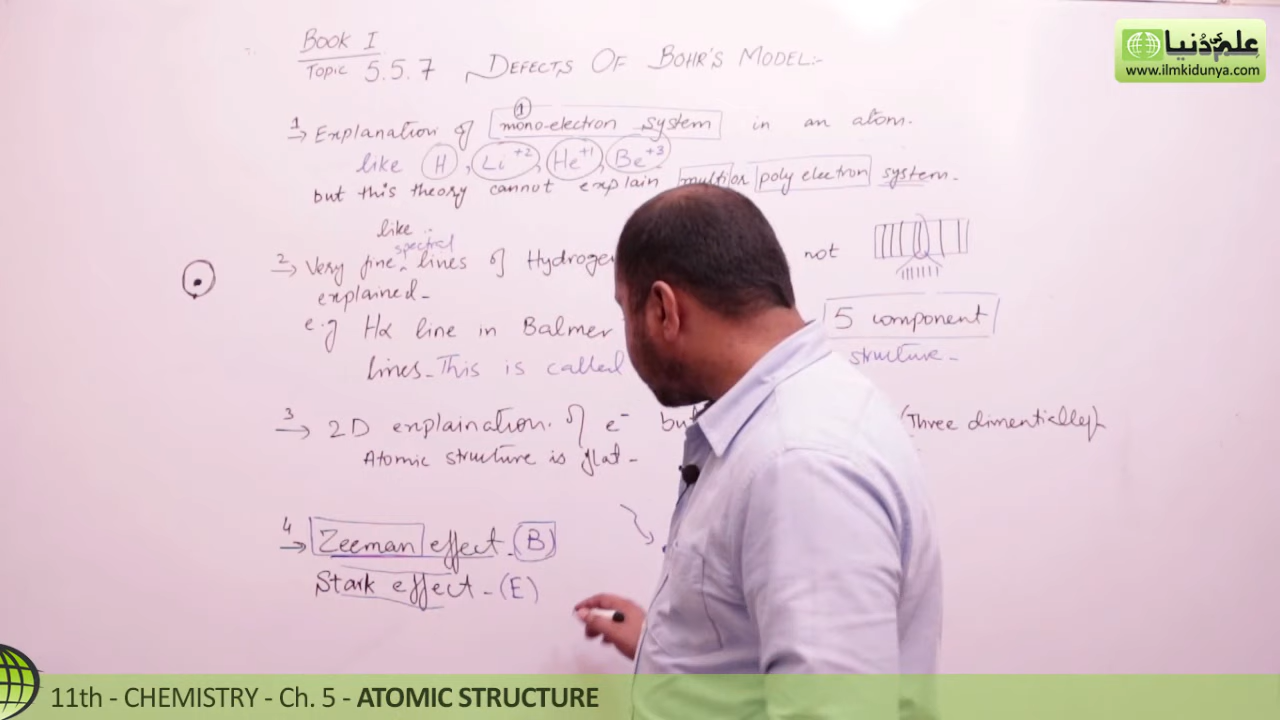 Book I
Topic 5.5.7 DEFECTS OF BOHR'S MODEL:-
علم کی دُنیا
www.ilmkidunya.com
1 → Explanation of mono-electron system in an atom.
1
like H, Li+2, He+1, Be+3
but this theory cannot explain multi or poly electron system.
like ..
spectral
2 → Very fine lines of Hydrogen not
explained-
e.g Hα line in Balmer 5 component
lines-This is called structure-
3 → 2D explaination. of e- but (Three dimentially)
Atomic structure is flat-
4 → Zeeman effect- B
Stark effect-(E)
11th - CHEMISTRY - Ch. 5 - ATOMIC STRUCTURE